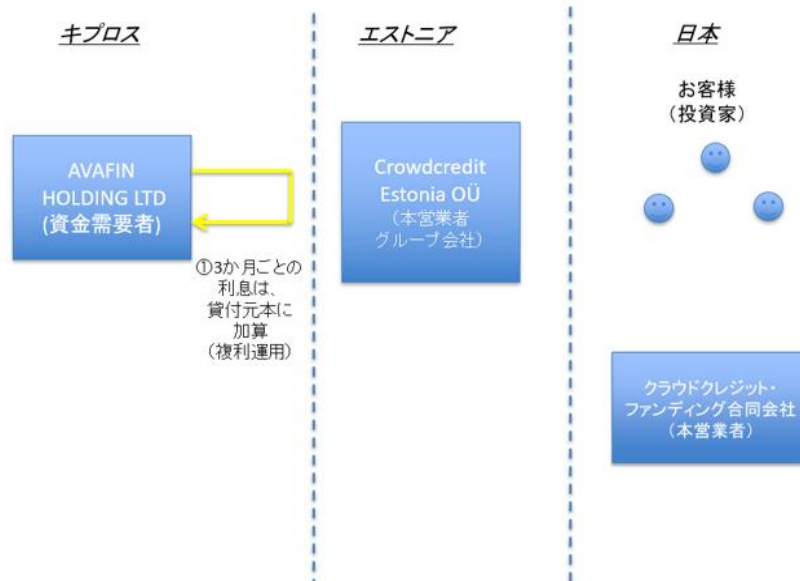 キプロス
エストニア
日本
お客様
(投資家)
AVAFIN
HOLDING LTD
(資金需要者)
Crowdcredit
Estonia OÜ
(本営業者
グループ会社)
①3か月ごとの
利息は、
貸付元本に
加算
(複利運用)
クラウドクレジット・
ファンディング合同会社
(本営業者)